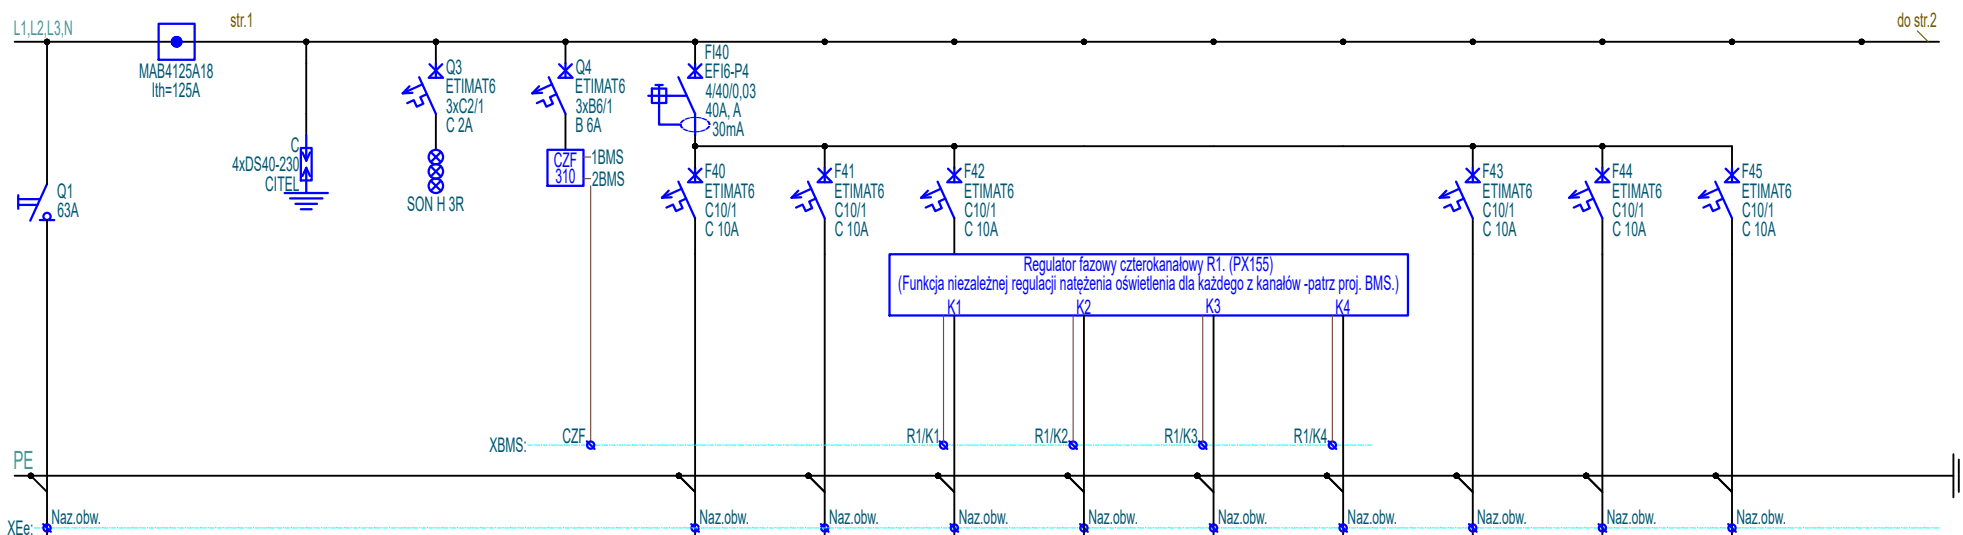 L1,L2,L3,N
str.1
do str.2
MAB4125A18
Ith=125A
Q1
63A
C
4xDS40-230
CITEL
Q3
ETIMAT6
3xC2/1
C 2A
SON H 3R
Q4
ETIMAT6
3xB6/1
B 6A
CZF
310
1BMS
2BMS
FI40
EFI6-P4
4/40/0,03
40A, A
30mA
F40
ETIMAT6
C10/1
C 10A
F41
ETIMAT6
C10/1
C 10A
F42
ETIMAT6
C10/1
C 10A
F43
ETIMAT6
C10/1
C 10A
F44
ETIMAT6
C10/1
C 10A
F45
ETIMAT6
C10/1
C 10A
Regulator fazowy czterokanałowy R1. (PX155)
(Funkcja niezależnej regulacji natężenia oświetlenia dla każdego z kanałów -patrz proj. BMS.)
K1
K2
K3
K4
XBMS:
CZF
R1/K1
R1/K2
R1/K3
R1/K4
PE
XEe:
Naz.obw.
Naz.obw.
Naz.obw.
Naz.obw.
Naz.obw.
Naz.obw.
Naz.obw.
Naz.obw.
Naz.obw.
Naz.obw.